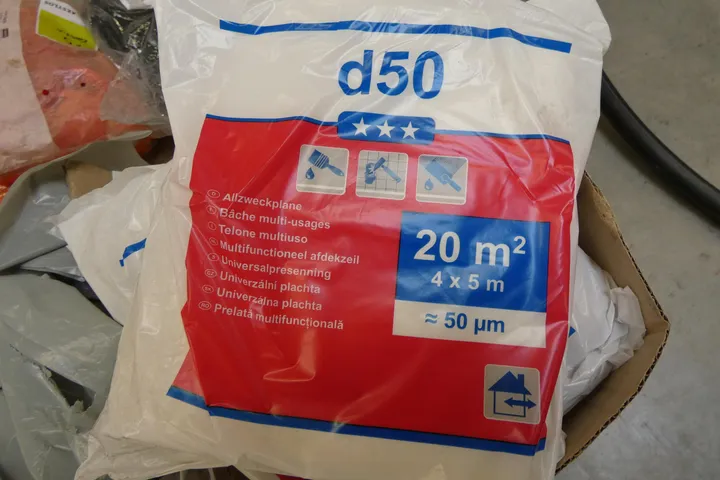 d50
Allzweckplane
Bâche multi-usages
Telone multiuso
Multifunctioneel afdekzeil
Universalpresenning
Univerzální plachta
Univerzálna plachta
Prelată multifuncțională
20 m²
4 x 5 m
≈ 50 µm